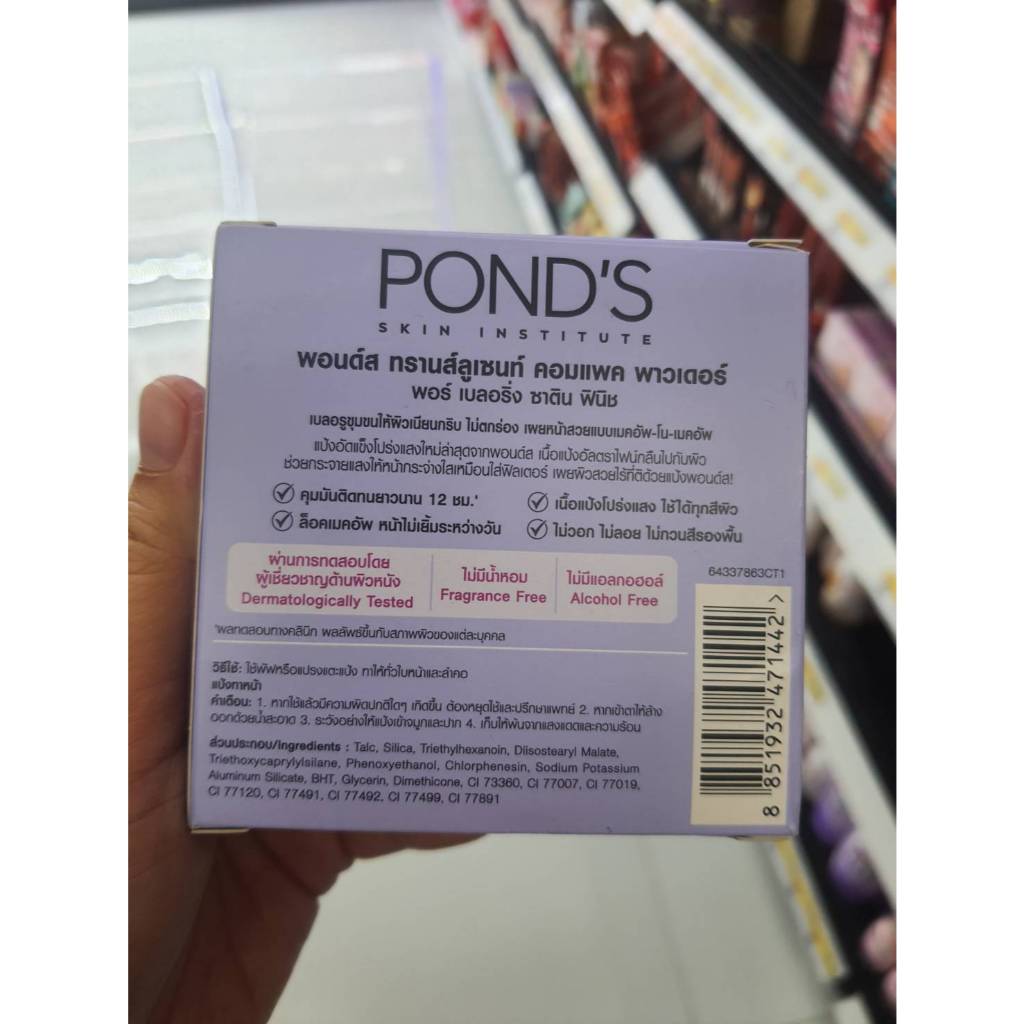 POND'S
SKIN INSTITUTE
พอนด์ส ทรานส์ลูเซนท์ คอมแพค พาวเดอร์
พอร์ เบลอริ่ง ซาติน ฟินิช
เบลอรูขุมขนให้ผิวเนียนกริบ ไม่ตกร่อง เผยหน้าสวยแบบเมคอัพ-โน-เมคอัพ
แป้งอัดแข็งโปร่งแสงใหม่ล่าสุดจากพอนด์ส เนื้อแป้งอัลตราไฟน์กลืนไปกับผิว
ช่วยกระจายแสงให้หน้ากระจ่างใสเหมือนใส่ฟิลเตอร์ เผยผิวสวยไร้ที่ติด้วยแป้งพอนด์ส!
คุมมันติดทนยาวนาน 12 ชม.*
เนื้อแป้งโปร่งแสง ใช้ได้ทุกสีผิว
ล็อคเมคอัพ หน้าไม่เยิ้มระหว่างวัน
ไม่วอก ไม่ลอย ไม่กวนสีรองพื้น
ผ่านการทดสอบโดย
ผู้เชี่ยวชาญด้านผิวหนัง
Dermatologically Tested
ไม่มีน้ำหอม
Fragrance Free
ไม่มีแอลกอฮอล์
Alcohol Free
64337863CT1
*ผลทดสอบทางคลินิก ผลลัพธ์ขึ้นกับสภาพผิวของแต่ละบุคคล
วิธีใช้: ใช้พัฟหรือแปรงแตะแป้ง ทาให้ทั่วใบหน้าและลำคอ
แป้งทาหน้า
คำเตือน: 1. หากใช้แล้วมีความผิดปกติใดๆ เกิดขึ้น ต้องหยุดใช้และปรึกษาแพทย์ 2. หากเข้าตาให้ล้าง
ออกด้วยน้ำสะอาด 3. ระวังอย่าให้แป้งเข้าจมูกและปาก 4. เก็บให้พ้นจากแสงแดดและความร้อน
ส่วนประกอบ/Ingredients : Talc, Silica, Triethylhexanoin, Diisostearyl Malate,
Triethoxycaprylylsilane, Phenoxyethanol, Chlorphenesin, Sodium Potassium
Aluminum Silicate, BHT, Glycerin, Dimethicone, CI 73360, CI 77007, CI 77019,
CI 77120, CI 77491, CI 77492, CI 77499, CI 77891
8 851932 471442 >